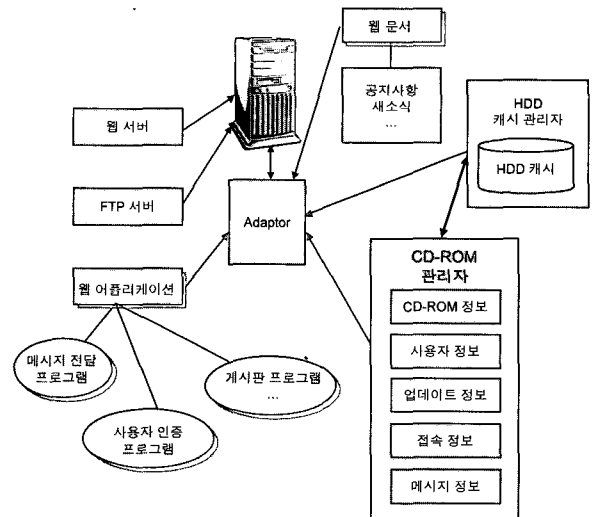 웹 문서
공지사항
새소식
...
웹 서버
FTP 서버
Adaptor
HDD
캐시 관리자
HDD 캐시
웹 어플리케이션
메시지 전달
프로그램
사용자 인증
프로그램
게시판 프로그램
...
CD-ROM
관리자
CD-ROM 정보
사용자 정보
업데이트 정보
접속 정보
메시지 정보